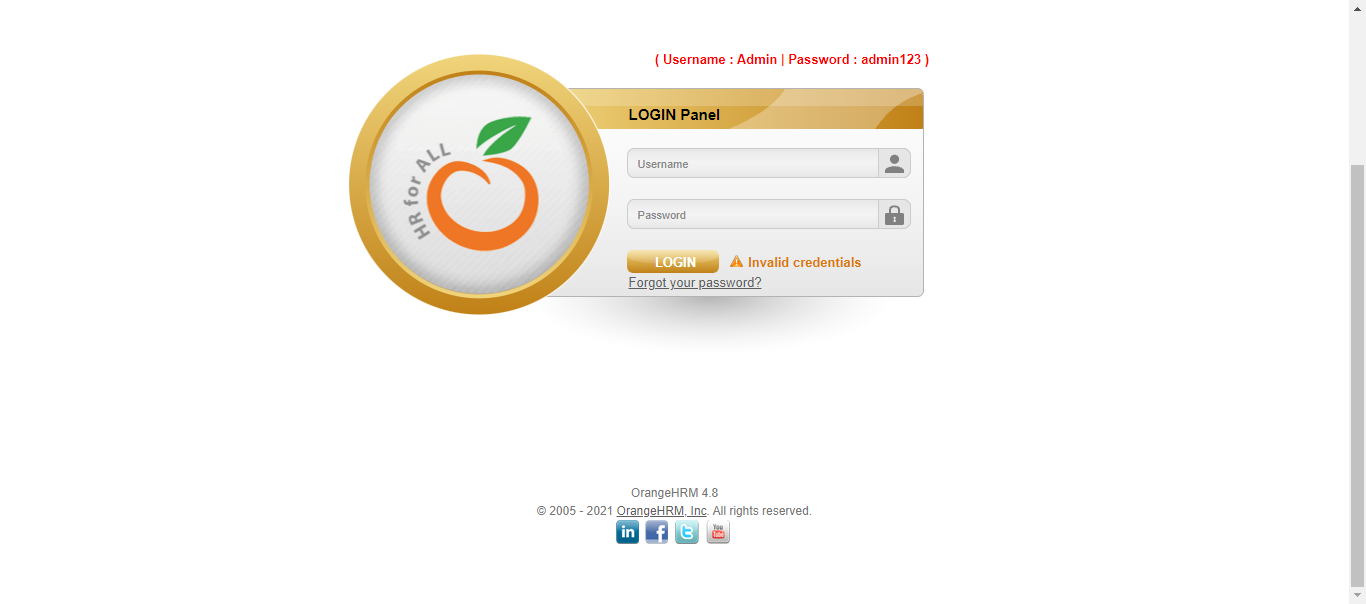 ( Username : Admin | Password : admin123 )
HR for ALL
LOGIN Panel
Username
Password
LOGIN
Invalid credentials
Forgot your password?
OrangeHRM 4.8
© 2005 - 2021 OrangeHRM, Inc. All rights reserved.
in f t You Tube